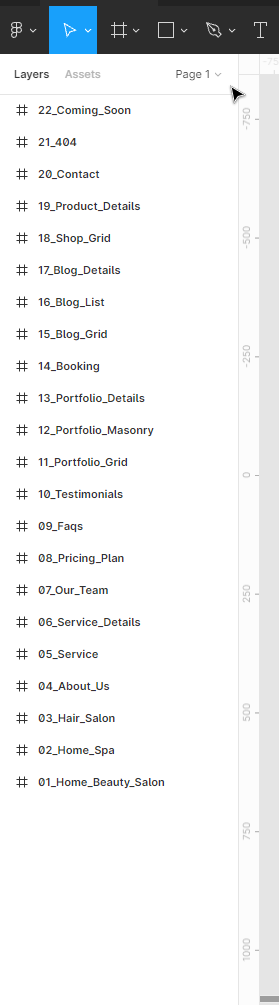 Layers Assets Page 1
22_Coming_Soon
21_404
20_Contact
19_Product_Details
18_Shop_Grid
17_Blog_Details
16_Blog_List
15_Blog_Grid
14_Booking
13_Portfolio_Details
12_Portfolio_Masonry
11_Portfolio_Grid
10_Testimonials
09_Faqs
08_Pricing_Plan
07_Our_Team
06_Service_Details
05_Service
04_About_Us
03_Hair_Salon
02_Home_Spa
01_Home_Beauty_Salon
-750
-500
-250
0
250
500
750
1000